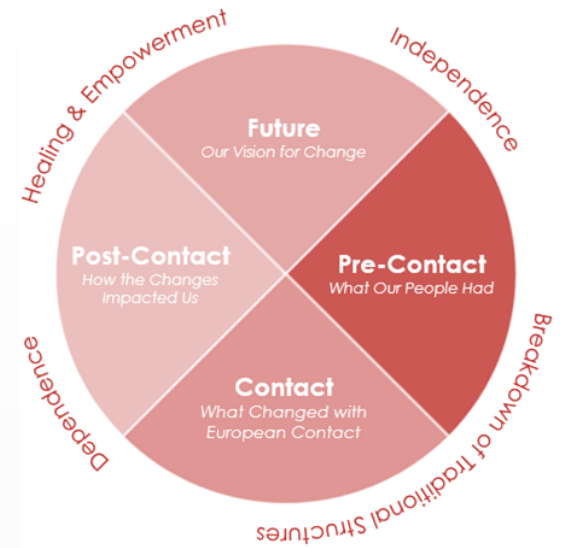 Healing & Empowerment
Independence
Future
Our Vision for Change
Post-Contact
How the Changes
Impacted Us
Pre-Contact
What Our People Had
Contact
What Changed with
European Contact
Dependence
Breakdown of Traditional Structures